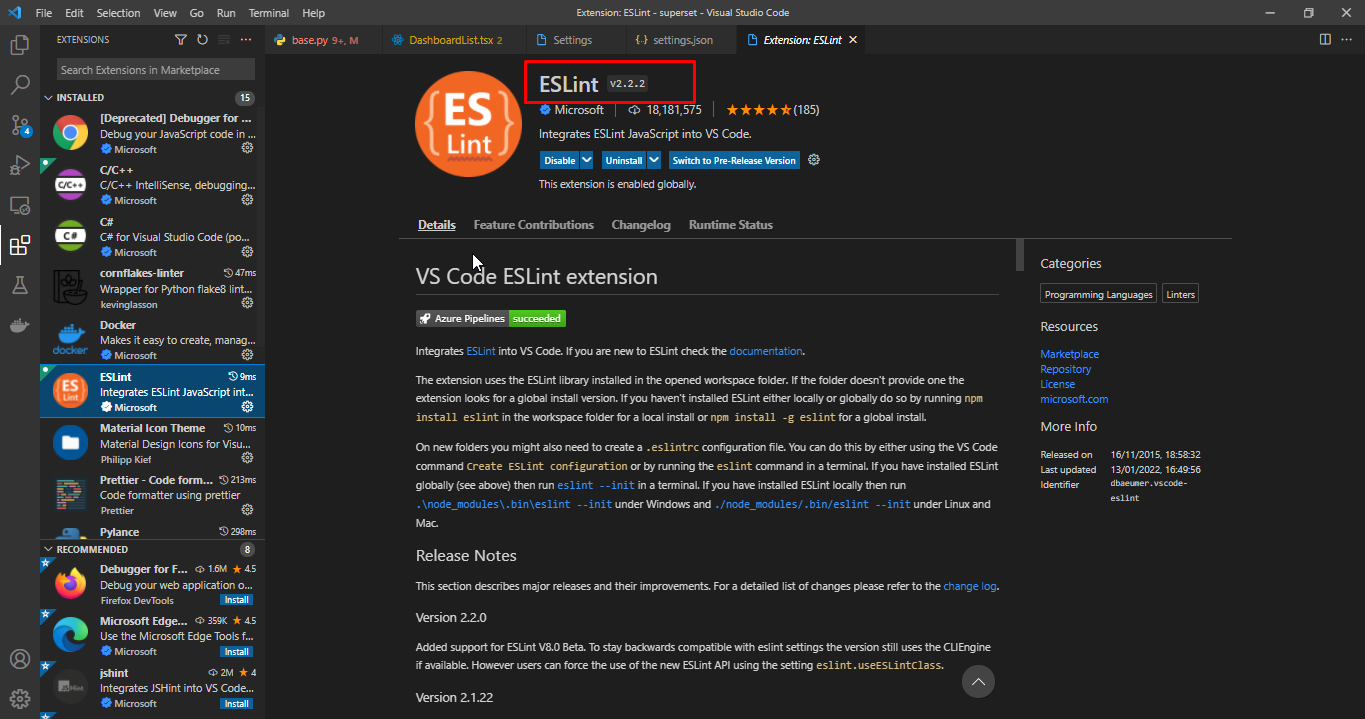 File Edit Selection View Go Run Terminal Help
Extension: ESLint - superset - Visual Studio Code
EXTENSIONS
base.py 9+, M
DashboardList.tsx 2
Settings
settings.json
Extension: ESLint
4
Search Extensions in Marketplace
INSTALLED 15
[Deprecated] Debugger for ...
Debug your JavaScript code in ...
Microsoft
C/C++
C/C++
C/C++ IntelliSense, debugging...
Microsoft
C#
C#
C# for Visual Studio Code (po...
Microsoft
cornflakes-linter 47ms
Wrapper for Python flake8 lint...
kevinglasson
Docker
docker
Makes it easy to create, manag...
Microsoft
ESLint 9ms
ES
Lint
Integrates ESLint JavaScript int...
Microsoft
Material Icon Theme 10ms
Material Design Icons for Visu...
Philipp Kief
Prettier - Code form... 213ms
Code formatter using prettier
Prettier
Pylance 298ms
RECOMMENDED 8
Debugger for F... 1.6M 4.5
Debug your web application o...
Firefox DevTools Install
Microsoft Edge... 359K 4.5
Use the Microsoft Edge Tools f...
Microsoft Install
jshint 2M 4
Integrates JSHint into VS Code...
Microsoft Install
{ES}
Lint
ESLint v2.2.2
Microsoft 18,181,575 (185)
Integrates ESLint JavaScript into VS Code.
Disable Uninstall Switch to Pre-Release Version
This extension is enabled globally.
Details Feature Contributions Changelog Runtime Status
VS Code ESLint extension
Azure Pipelines succeeded
Integrates ESLint into VS Code. If you are new to ESLint check the documentation.
The extension uses the ESLint library installed in the opened workspace folder. If the folder doesn't provide one the
extension looks for a global install version. If you haven't installed ESLint either locally or globally do so by running npm
install eslint in the workspace folder for a local install or npm install -g eslint for a global install.
On new folders you might also need to create a .eslintrc configuration file. You can do this by either using the VS Code
command Create ESLint configuration or by running the eslint command in a terminal. If you have installed ESLint
globally (see above) then run eslint --init in a terminal. If you have installed ESLint locally then run
.\node_modules\.bin\eslint --init under Windows and ./node_modules/.bin/eslint --init under Linux and
Mac.
Release Notes
This section describes major releases and their improvements. For a detailed list of changes please refer to the change log.
Version 2.2.0
Added support for ESLint V8.0 Beta. To stay backwards compatible with eslint settings the version still uses the CLIEngine
if available. However users can force the use of the new ESLint API using the setting eslint.useESLintClass.
Version 2.1.22
Categories
Programming Languages Linters
Resources
Marketplace
Repository
License
microsoft.com
More Info
Released on 16/11/2015, 18:58:32
Last updated 13/01/2022, 16:49:56
Identifier dbaeumer.vscode-
eslint